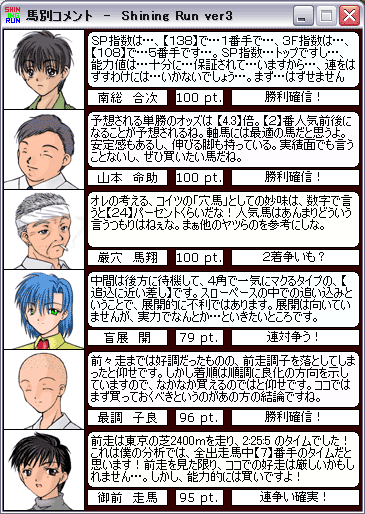 SHIN
NUS
RUN
馬別コメント － Shining Run ver3
SP指数は…、【138】で…1番手で…、3F指数は…、
【108】で…5番手です…。SP指数…トップですし…
能力値は…十分に…保証されて…いますから…、連をは
ずすわけには…いかないでしょう…。まず…はずせません
南総 合次
100 pt.
勝利確信！
予想される単勝のオッズは【4.3】倍。【2】番人気前後に
なることが予想されるね。軸馬には最適の馬だと思うよ。
安定感もあるし、伸びる脚も持っている。実績面でも言う
ことないし、ぜひ買いたい馬だね。
山本 命助
100 pt.
勝利確信！
オレの考える、コイツの「穴馬」としての妙味は、数字で言
うと【24】パーセントくらいだな！人気馬はあんまりどういう
言うつもりはねぇな。まぁ他のヤツらのを参考にしな。
厳穴 馬翔
100 pt.
2着争いも？
中間は後方に待機して、4角で一気にマクるタイプの、【
追込に近い差し】です。スローペースの中での追い込みと
いうことで、展開的に不利ではあります。展開は向いてい
ませんが、実力でなんとか…といきたいところです。
盲展 開
79 pt.
連対争う！
前々走までは好調だったものの、前走調子を落としてしま
ったと仰せです。しかし着順は順調に良化の方向を示し
ていますので、なかなか買えるのではと仰せです。ココでは
まず買っておくべきというのがあの方の結論ですね。
最調 子良
96 pt.
勝利確信！
前走は東京の芝2400mを走り、2:25:5 のタイムでした！
これは僕の分析では、全出走馬中【7】番手のタイムだと
思います！前走を見た限り、ココでの好走は厳しいかもし
れません…。しかし、能力的には買いですよ！
御前 走馬
95 pt.
連争い確実！